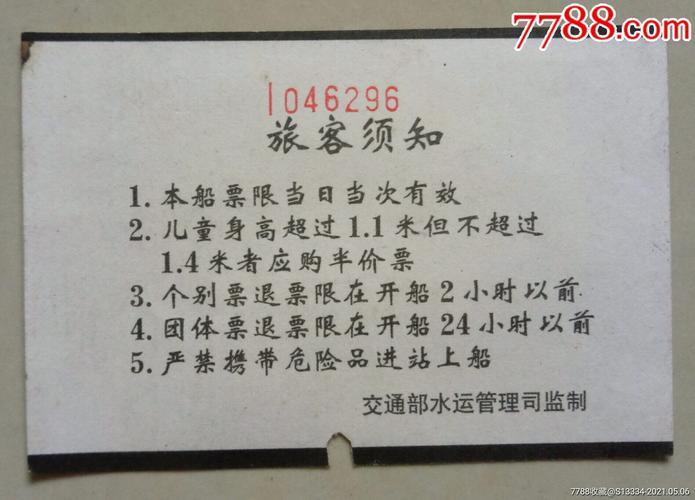 7788.com
1046296
旅客须知
1. 本船票限当日当次有效
2. 儿童身高超过 1.1 米但不超过
1.4 米者应购半价票
3. 个别票退票限在开船 2 小时以前
4. 团体票退票限在开船 24 小时以前
5. 严禁携带危险品进站上船
交通部水运管理司监制
7788收藏@S13334-2021.05.06